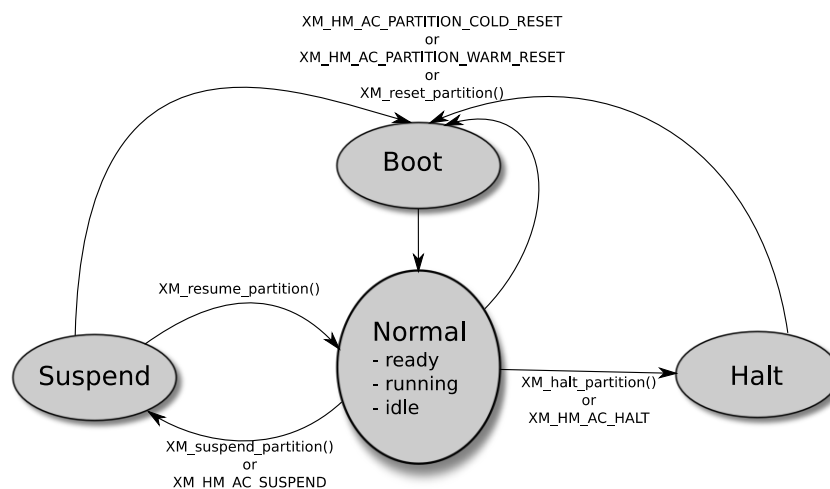 XM_HM_AC_PARTITION_COLD_RESET
or
XM_HM_AC_PARTITION_WARM_RESET
or
XM_reset_partition()
Boot
XM_resume_partition()
Normal
- ready
- running
- idle
Suspend
Halt
XM_halt_partition()
or
XM_HM_AC_HALT
XM_suspend_partition()
or
XM_HM_AC_SUSPEND